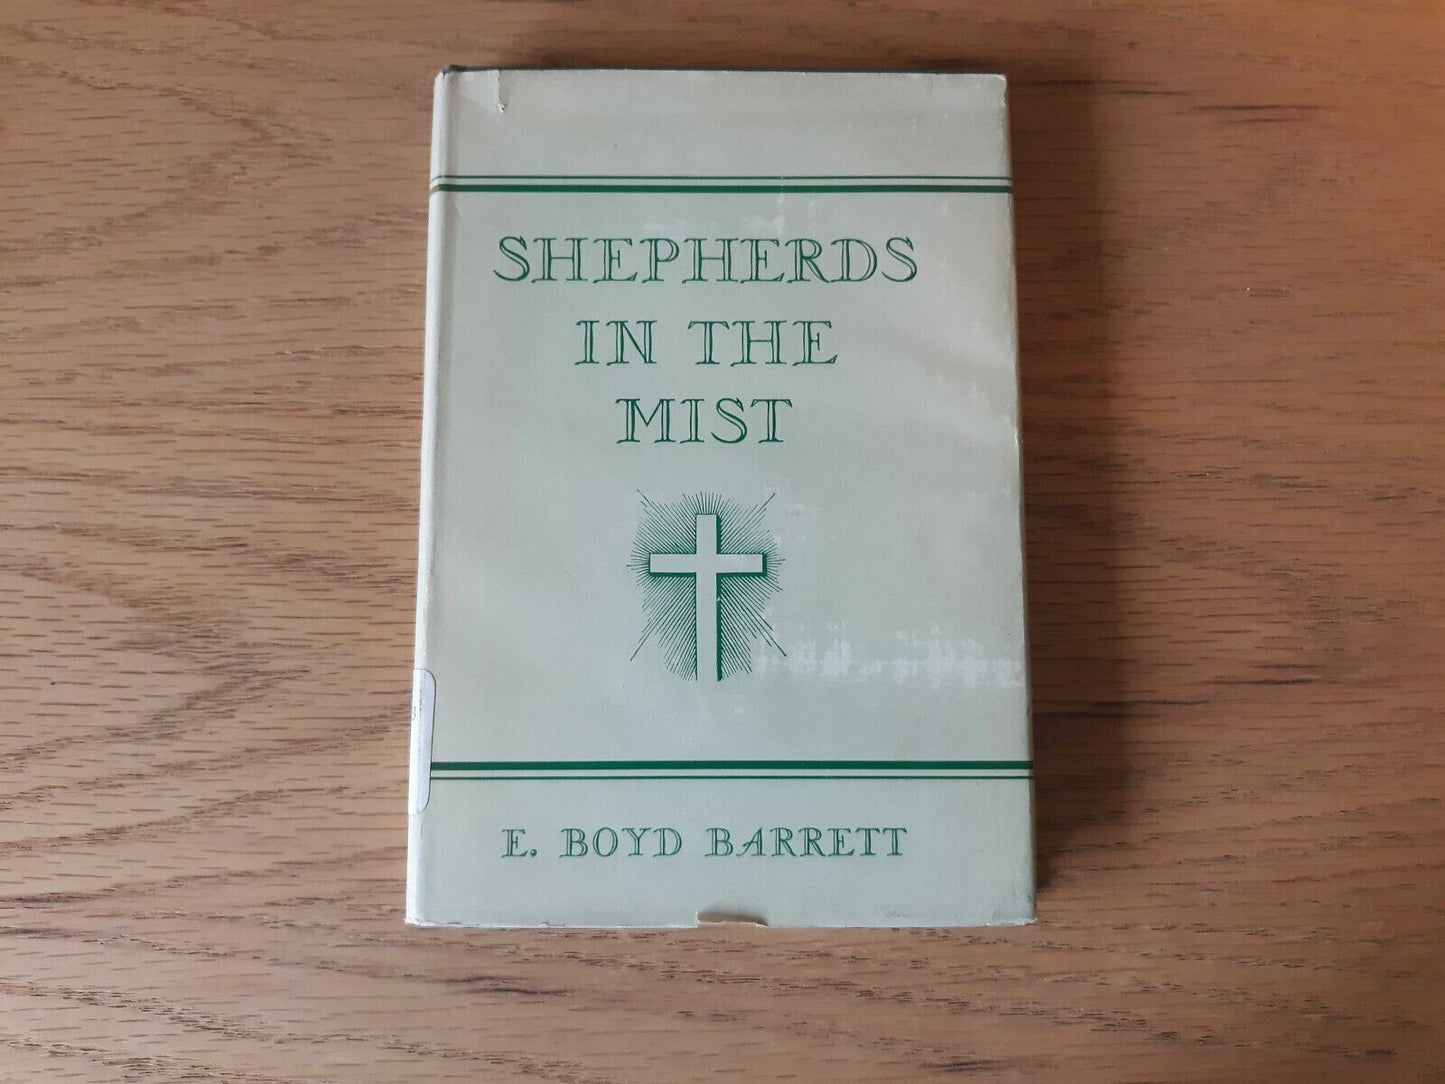 SHEPHERDS
IN THE
MIST
E. BOYD BARRETT